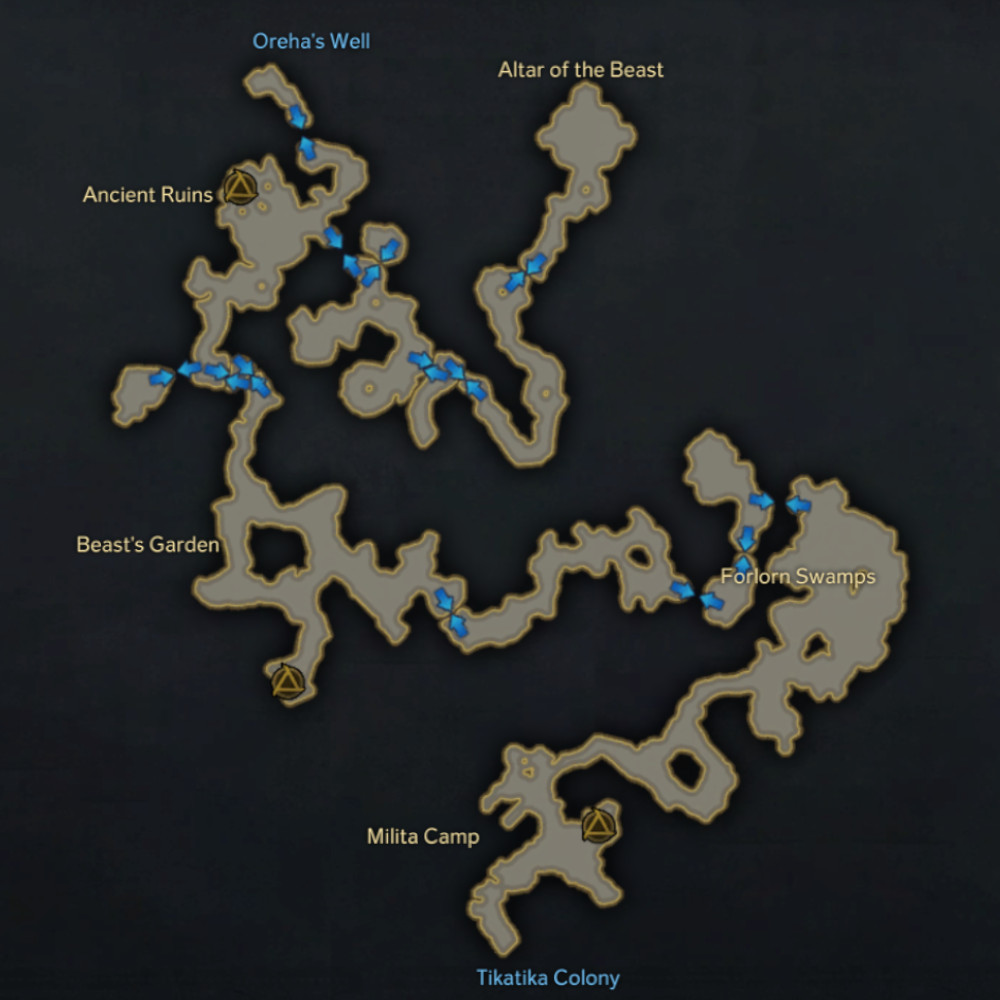 Oreha's Well
Altar of the Beast
Ancient Ruins
Beast's Garden
Forlorn Swamps
Milita Camp
Tikatika Colony